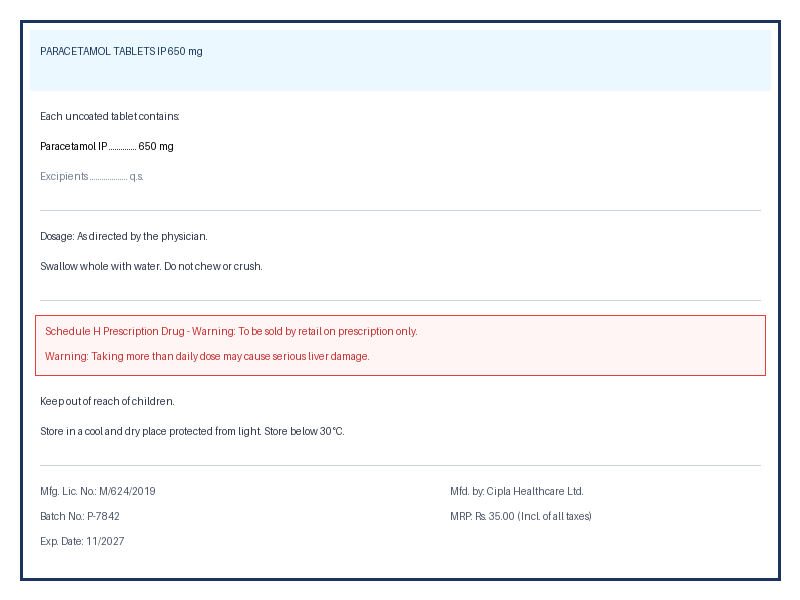 PARACETAMOL TABLETS IP 650 mg
Each uncoated tablet contains:
Paracetamol IP .............. 650 mg
Excipients ................... q.s.
Dosage: As directed by the physician.
Swallow whole with water. Do not chew or crush.
Schedule H Prescription Drug - Warning: To be sold by retail on prescription only.
Warning: Taking more than daily dose may cause serious liver damage.
Keep out of reach of children.
Store in a cool and dry place protected from light. Store below 30°C.
Mfg. Lic. No.: M/624/2019
Mfd. by: Cipla Healthcare Ltd.
Batch No.: P-7842
MRP: Rs. 35.00 (Incl. of all taxes)
Exp. Date: 11/2027